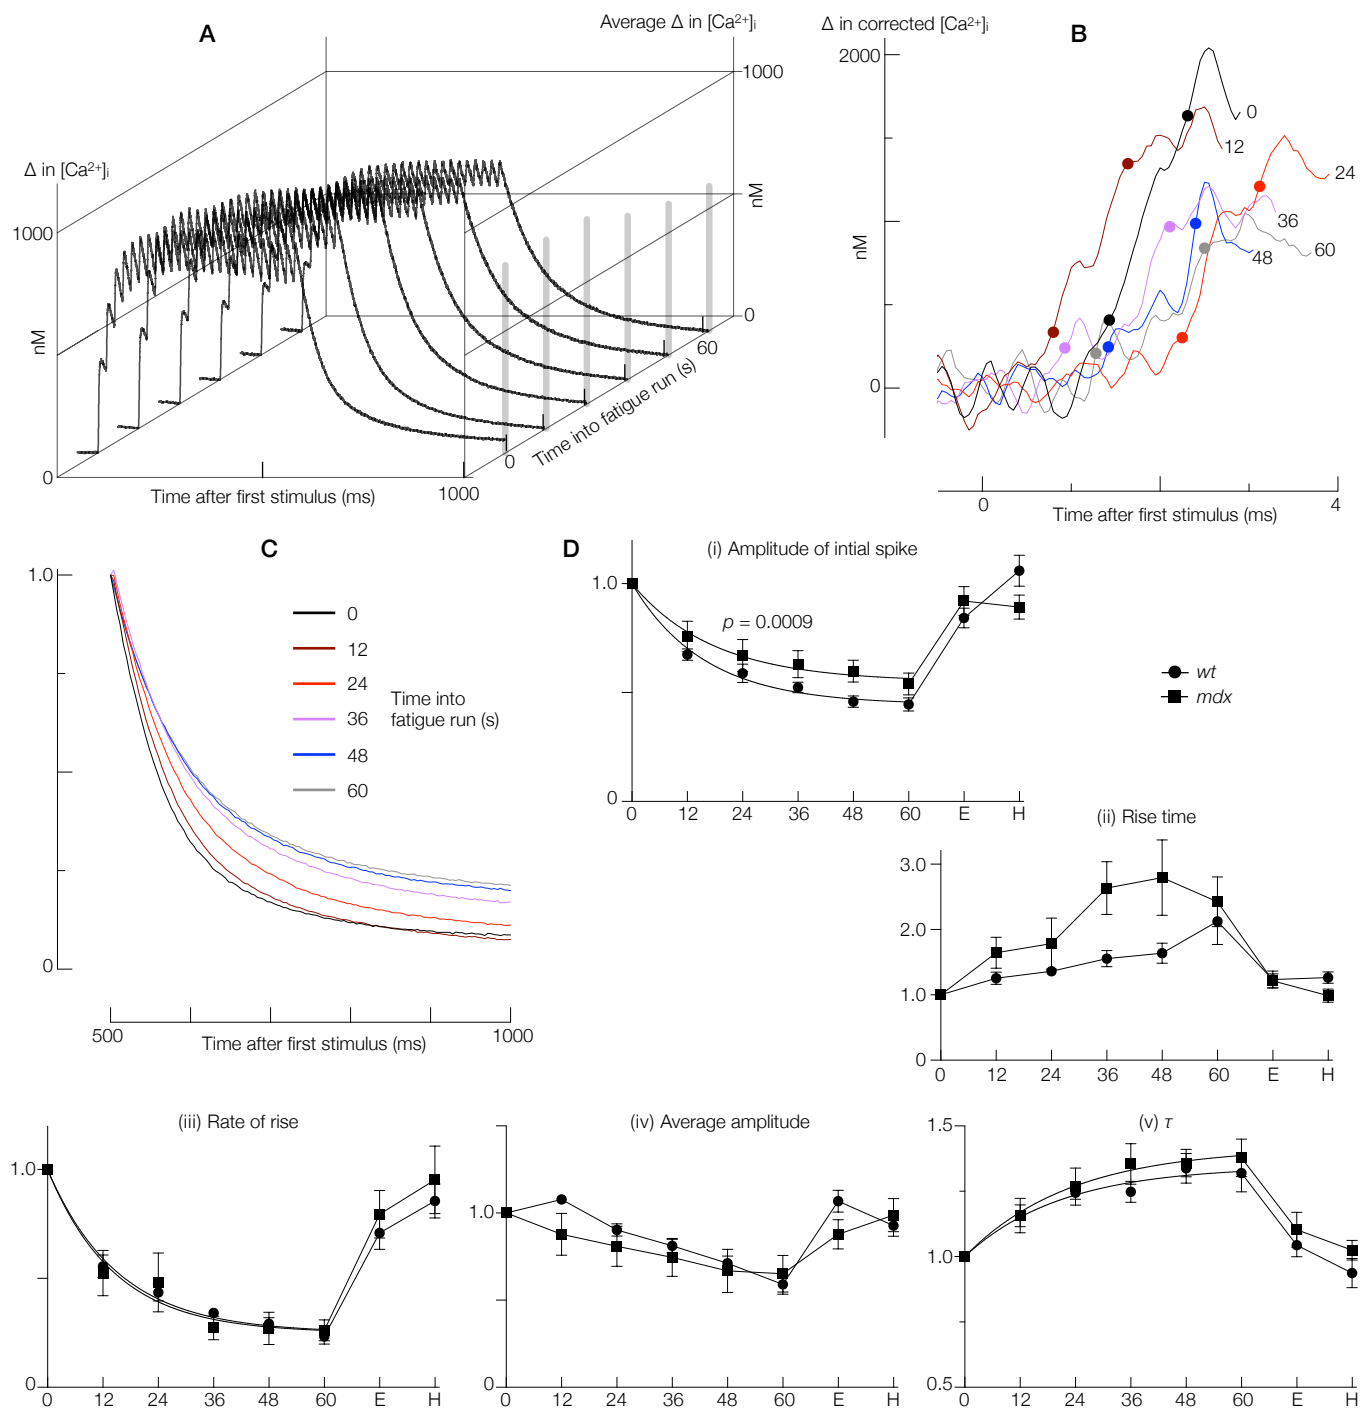 A
Average Δ in [Ca²⁺]ᵢ
1000
nM
0
Δ in [Ca²⁺]ᵢ
1000
nM
0
Time after first stimulus (ms)
1000
0
Time into fatigue run (s)
60
Δ in corrected [Ca²⁺]ᵢ
B
2000
nM
0
0
12
24
36
48
60
0
4
Time after first stimulus (ms)
C
1.0
0
0
12
24
36
48
60
Time into
fatigue run (s)
500
1000
Time after first stimulus (ms)
D
(i) Amplitude of intial spike
1.0
p = 0.0009
0
0 12 24 36 48 60 E H
wt
mdx
(ii) Rise time
3.0
2.0
1.0
0
0 12 24 36 48 60 E H
(iii) Rate of rise
1.0
0
0 12 24 36 48 60 E H
(iv) Average amplitude
1.0
0
0 12 24 36 48 60 E H
(v) τ
1.5
1.0
0.5
0 12 24 36 48 60 E H